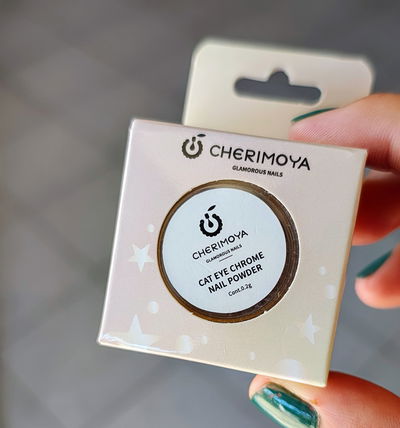 CHERIMOYA
GLAMOROUS NAILS
CHERIMOYA
GLAMOROUS NAILS
CAT EYE CHROME
NAIL POWDER
Cont.0.2g